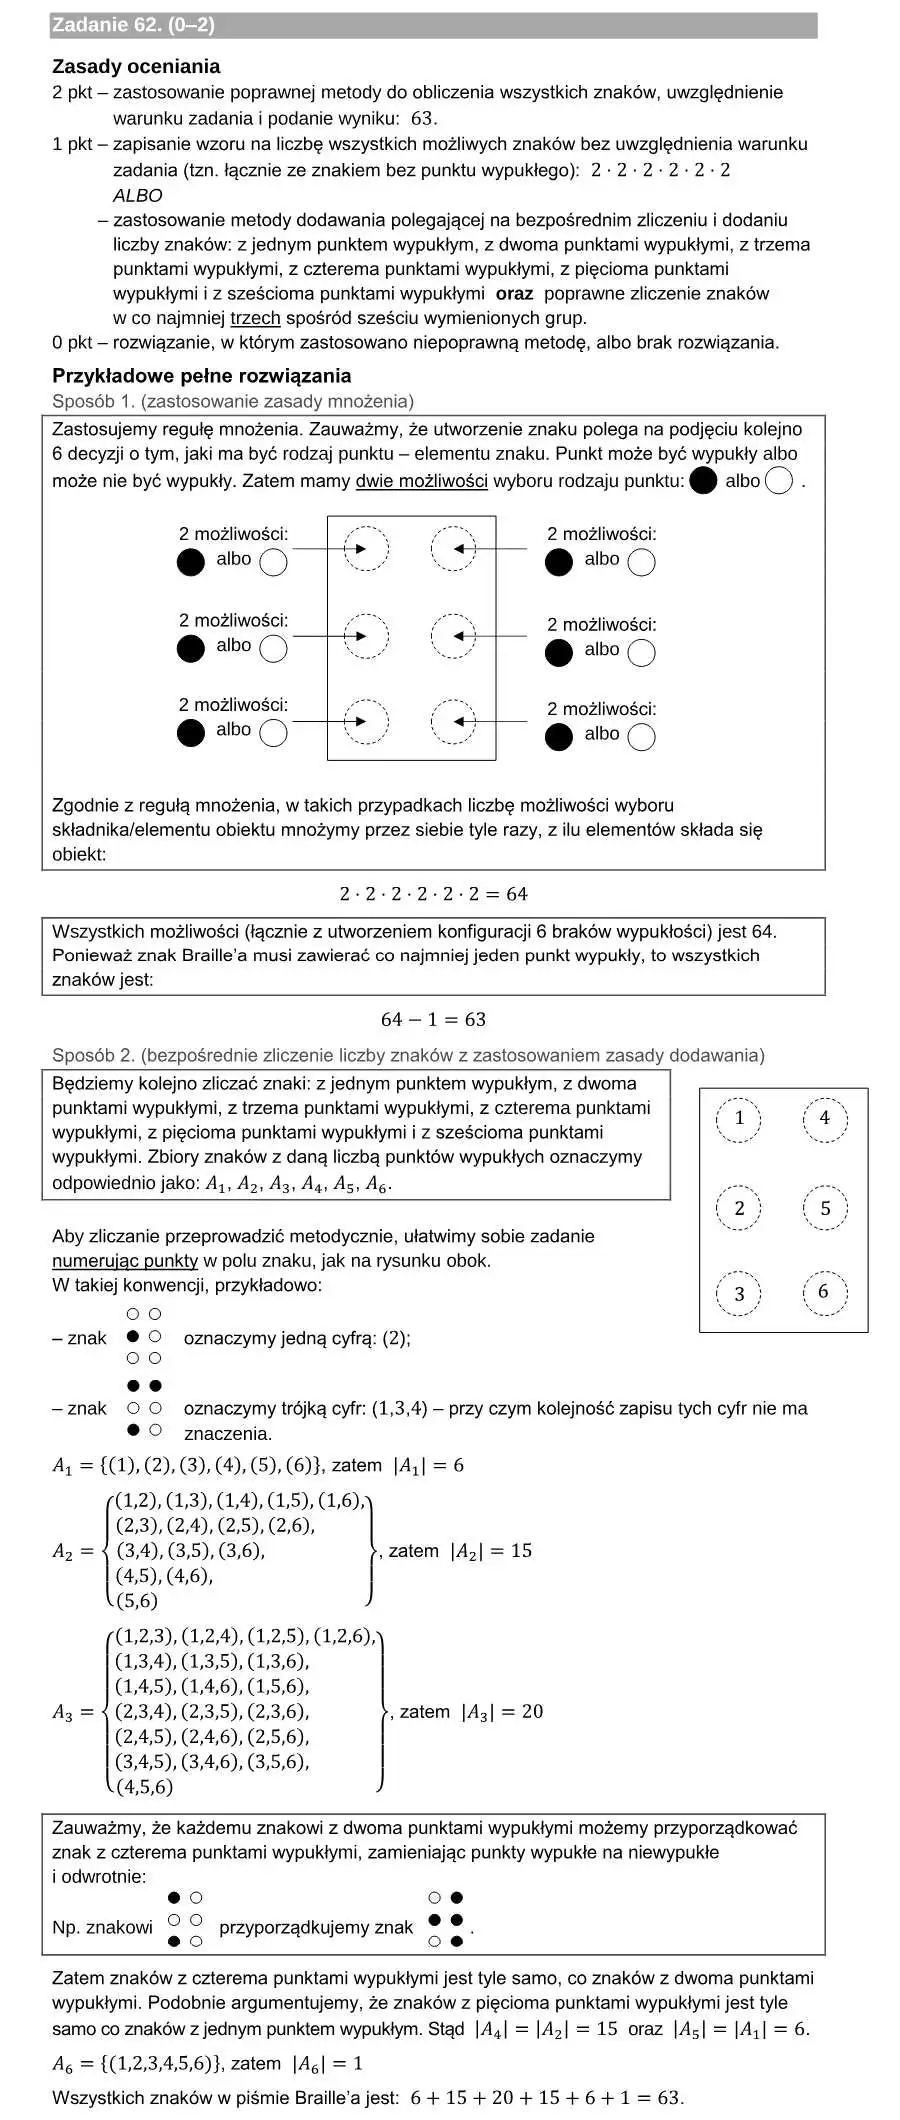 Zadanie 62. (0–2)
Zasady oceniania
2 pkt – zastosowanie poprawnej metody do obliczenia wszystkich znaków, uwzględnienie
warunku zadania i podanie wyniku: 63.
1 pkt – zapisanie wzoru na liczbę wszystkich możliwych znaków bez uwzględnienia warunku
zadania (tzn. łącznie ze znakiem bez punktu wypukłego): 2 · 2 · 2 · 2 · 2 · 2
ALBO
– zastosowanie metody dodawania polegającej na bezpośrednim zliczeniu i dodaniu
liczby znaków: z jednym punktem wypukłym, z dwoma punktami wypukłymi, z trzema
punktami wypukłymi, z czterema punktami wypukłymi, z pięcioma punktami
wypukłymi i z sześcioma punktami wypukłymi oraz poprawne zliczenie znaków
w co najmniej trzech spośród sześciu wymienionych grup.
0 pkt – rozwiązanie, w którym zastosowano niepoprawną metodę, albo brak rozwiązania.
Przykładowe pełne rozwiązania
Sposób 1. (zastosowanie zasady mnożenia)
Zastosujemy regułę mnożenia. Zauważmy, że utworzenie znaku polega na podjęciu kolejno
6 decyzji o tym, jaki ma być rodzaj punktu – elementu znaku. Punkt może być wypukły albo
może nie być wypukły. Zatem mamy dwie możliwości wyboru rodzaju punktu: albo .
2 możliwości: 2 możliwości:
albo albo
2 możliwości: 2 możliwości:
albo albo
2 możliwości: 2 możliwości:
albo albo
Zgodnie z regułą mnożenia, w takich przypadkach liczbę możliwości wyboru
składnika/elementu obiektu mnożymy przez siebie tyle razy, z ilu elementów składa się
obiekt:
2 · 2 · 2 · 2 · 2 · 2 = 64
Wszystkich możliwości (łącznie z utworzeniem konfiguracji 6 braków wypukłości) jest 64.
Ponieważ znak Braille’a musi zawierać co najmniej jeden punkt wypukły, to wszystkich
znaków jest:
64 − 1 = 63
Sposób 2. (bezpośrednie zliczenie liczby znaków z zastosowaniem zasady dodawania)
Będziemy kolejno zliczać znaki: z jednym punktem wypukłym, z dwoma
punktami wypukłymi, z trzema punktami wypukłymi, z czterema punktami
wypukłymi, z pięcioma punktami wypukłymi i z sześcioma punktami
wypukłymi. Zbiory znaków z daną liczbą punktów wypukłych oznaczymy
odpowiednio jako: A₁, A₂, A₃, A₄, A₅, A₆.
1 4
2 5
3 6
Aby zliczanie przeprowadzić metodycznie, ułatwimy sobie zadanie
numerując punkty w polu znaku, jak na rysunku obok.
W takiej konwencji, przykładowo:
– znak oznaczymy jedną cyfrą: (2);
– znak oznaczymy trójką cyfr: (1,3,4) – przy czym kolejność zapisu tych cyfr nie ma
znaczenia.
A₁ = {(1), (2), (3), (4), (5), (6)}, zatem |A₁| = 6
(1,2), (1,3), (1,4), (1,5), (1,6),
(2,3), (2,4), (2,5), (2,6),
A₂ = { (3,4), (3,5), (3,6), }, zatem |A₂| = 15
(4,5), (4,6),
(5,6)
(1,2,3), (1,2,4), (1,2,5), (1,2,6),
(1,3,4), (1,3,5), (1,3,6),
(1,4,5), (1,4,6), (1,5,6),
A₃ = { (2,3,4), (2,3,5), (2,3,6), }, zatem |A₃| = 20
(2,4,5), (2,4,6), (2,5,6),
(3,4,5), (3,4,6), (3,5,6),
(4,5,6)
Zauważmy, że każdemu znakowi z dwoma punktami wypukłymi możemy przyporządkować
znak z czterema punktami wypukłymi, zamieniając punkty wypukłe na niewypukłe
i odwrotnie:
Np. znakowi przyporządkujemy znak .
Zatem znaków z czterema punktami wypukłymi jest tyle samo, co znaków z dwoma punktami
wypukłymi. Podobnie argumentujemy, że znaków z pięcioma punktami wypukłymi jest tyle
samo co znaków z jednym punktem wypukłym. Stąd |A₄| = |A₂| = 15 oraz |A₅| = |A₁| = 6.
A₆ = {(1,2,3,4,5,6)}, zatem |A₆| = 1
Wszystkich znaków w piśmie Braille’a jest: 6 + 15 + 20 + 15 + 6 + 1 = 63.